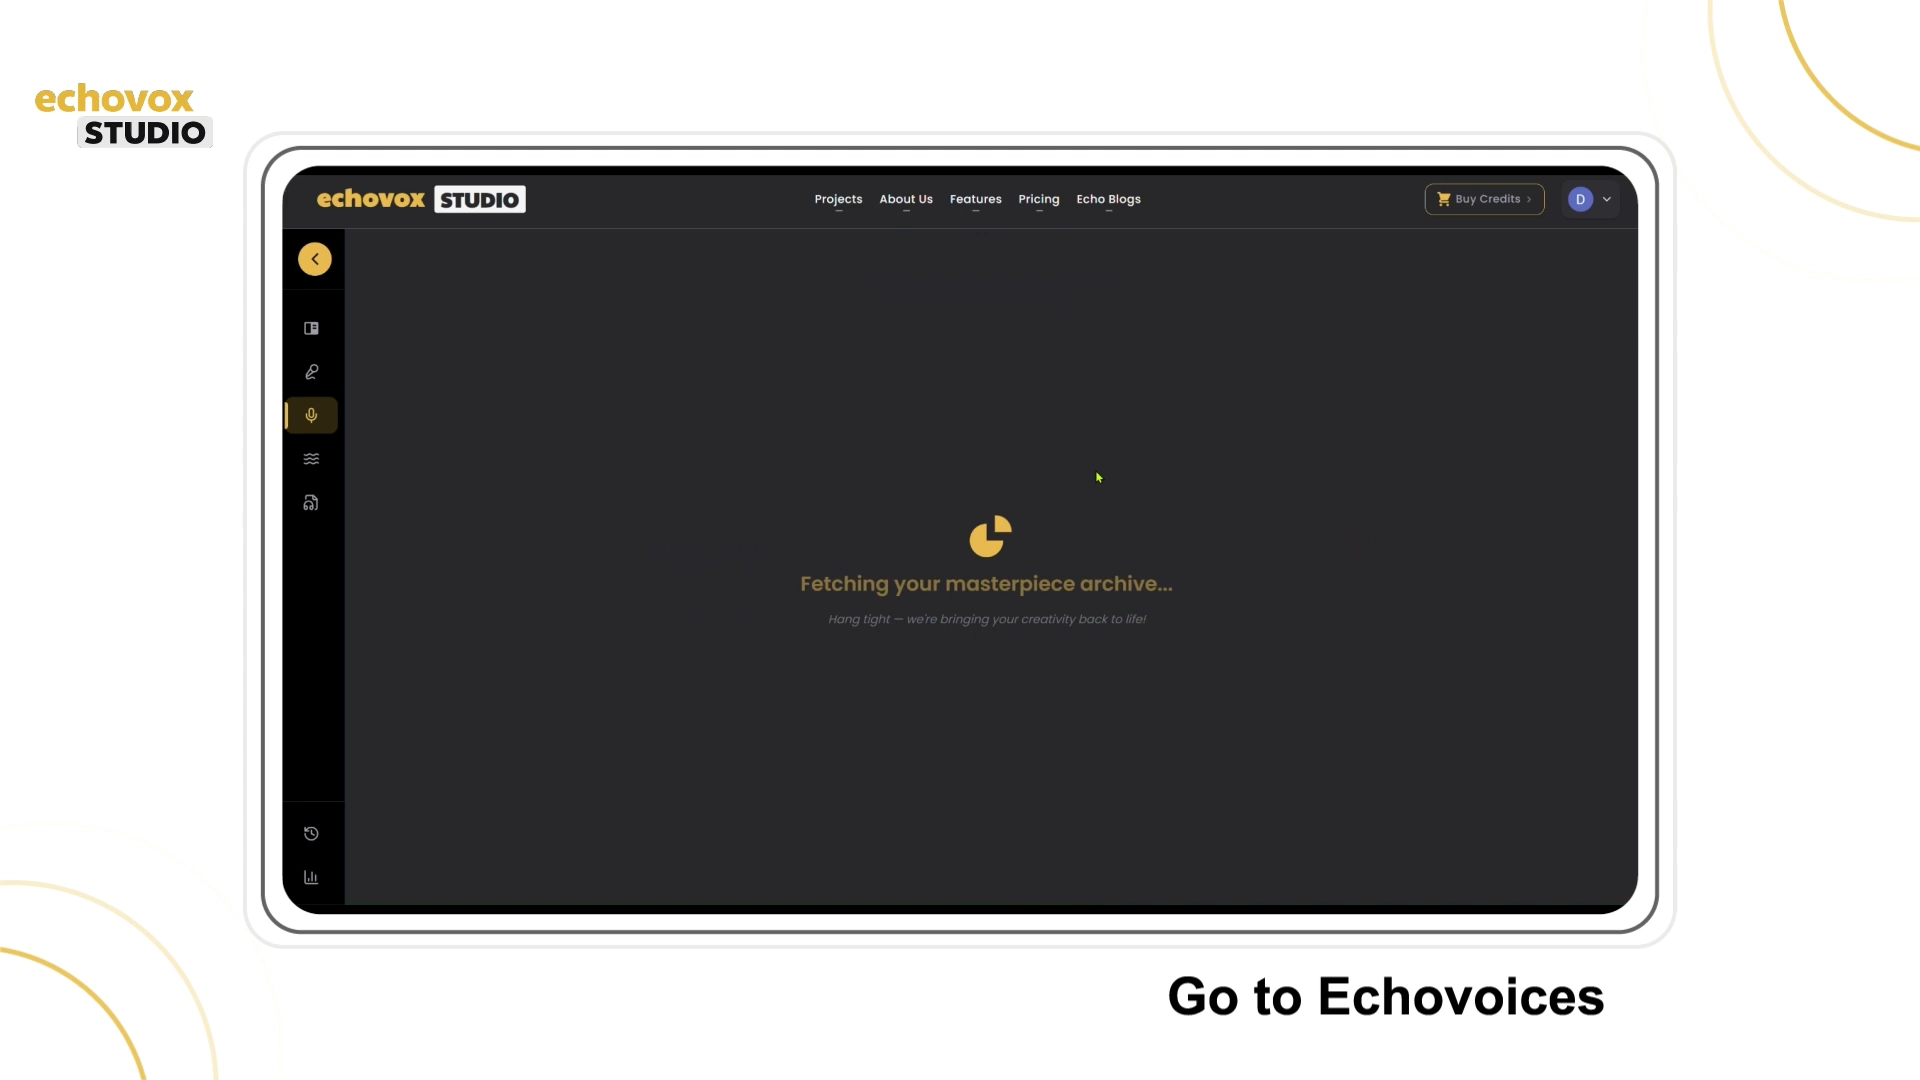 echovox
STUDIO
echovox STUDIO
Projects About Us Features Pricing Echo Blogs
Buy Credits
D
Fetching your masterpiece archive...
Hang tight — we're bringing your creativity back to life!
Go to Echovoices